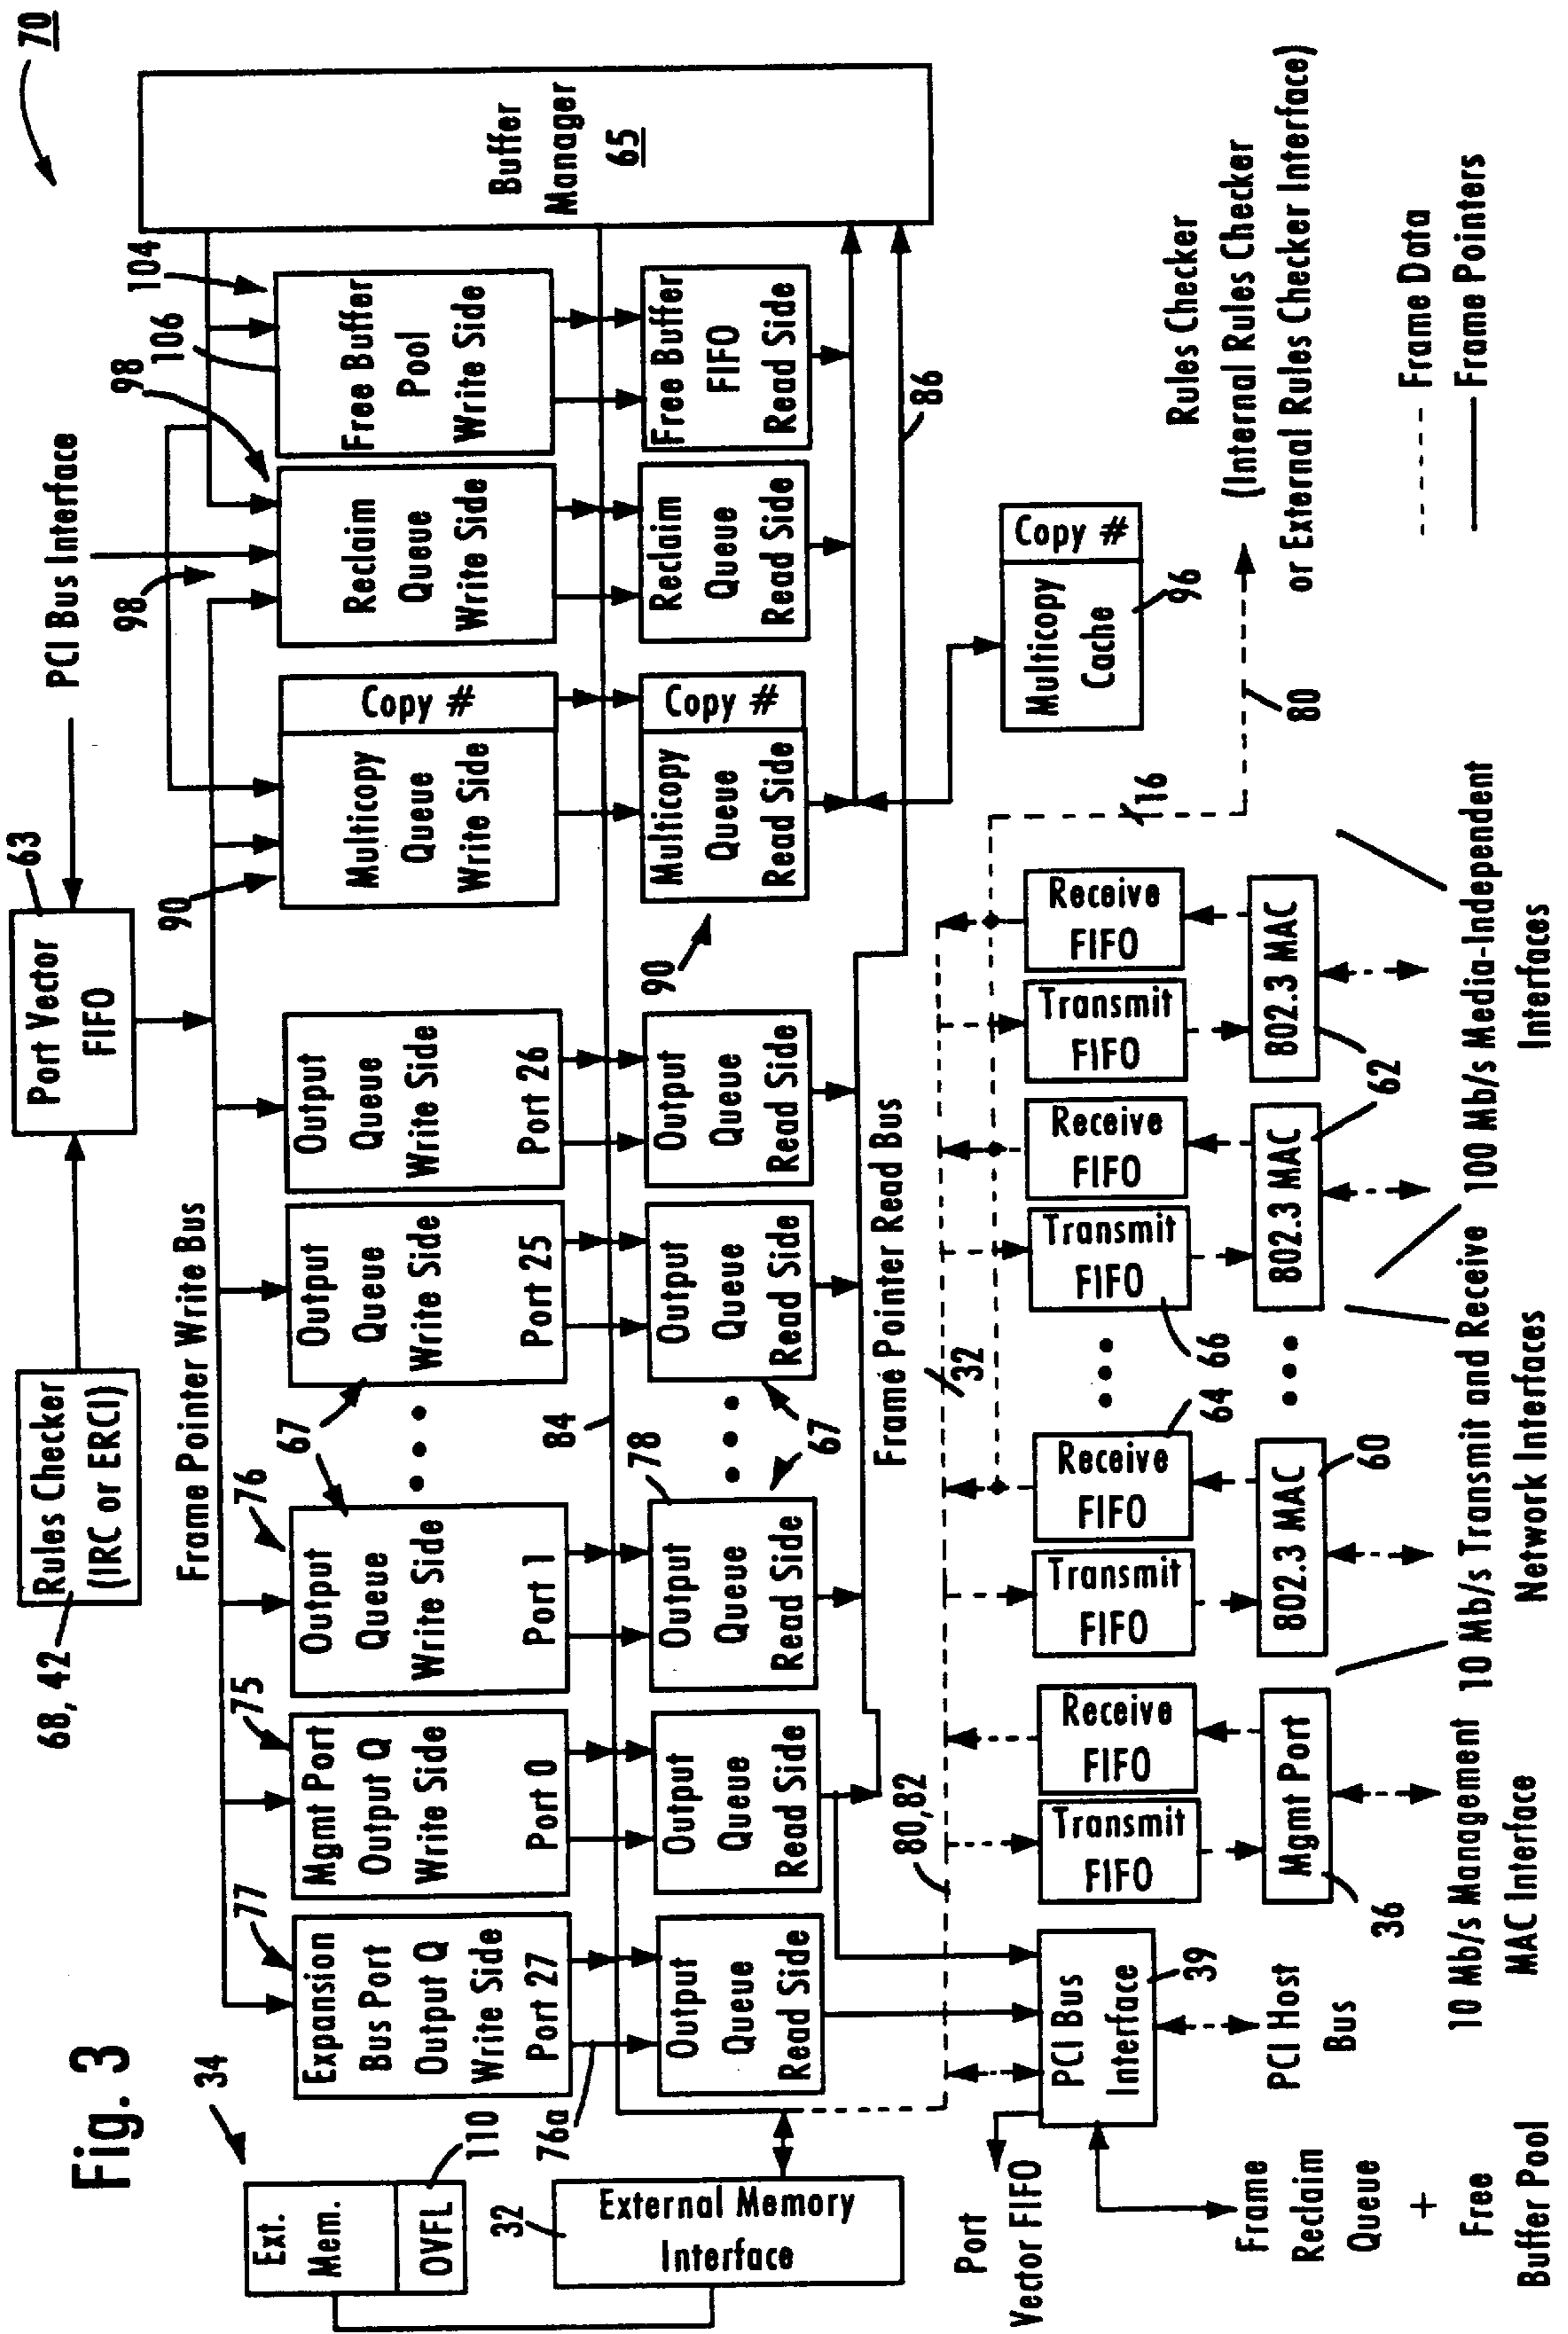 Fig. 3
70
34
Ext.
Mem.
OVFL
110
32
External Memory
Interface
68, 42
Rules Checker
(IRC or ERCI)
Port Vector
FIFO
63
PCI Bus Interface
Frame Pointer Write Bus
77
75
76
67
90
98
98
106
104
Expansion
Bus Port
Output Q
Write Side
Port 27
Mgmt Port
Output Q
Write Side
Port 0
Output
Queue
Write Side
Port 1
Output
Queue
Write Side
Port 25
Output
Queue
Write Side
Port 26
Multicopy
Queue
Write Side
Copy #
Reclaim
Queue
Write Side
Free Buffer
Pool
Write Side
Buffer
Manager
65
76a
84
78
67
90
Output
Queue
Read Side
Output
Queue
Read Side
Output
Queue
Read Side
Output
Queue
Read Side
Output
Queue
Read Side
Multicopy
Queue
Read Side
Copy #
Reclaim
Queue
Read Side
Free Buffer
FIFO
Read Side
Frame Pointer Read Bus
86
80,82
32
16
80
Multicopy
Cache
Copy #
96
Port
Vector FIFO
PCI Bus
Interface
39
Transmit
FIFO
Receive
FIFO
Transmit
FIFO
Receive
FIFO
64
Transmit
FIFO
66
Receive
FIFO
Transmit
FIFO
Receive
FIFO
Mgmt Port
36
802.3 MAC
60
802.3 MAC
62
802.3 MAC
Frame
Reclaim
Queue
+
Free
Buffer Pool
PCI Host
Bus
10 Mb/s Management
MAC Interface
10 Mb/s Transmit and Receive
Network Interfaces
100 Mb/s Media-Independent
Interfaces
Rules Checker
(Internal Rules Checker
or External Rules Checker Interface)
Frame Data
Frame Pointers